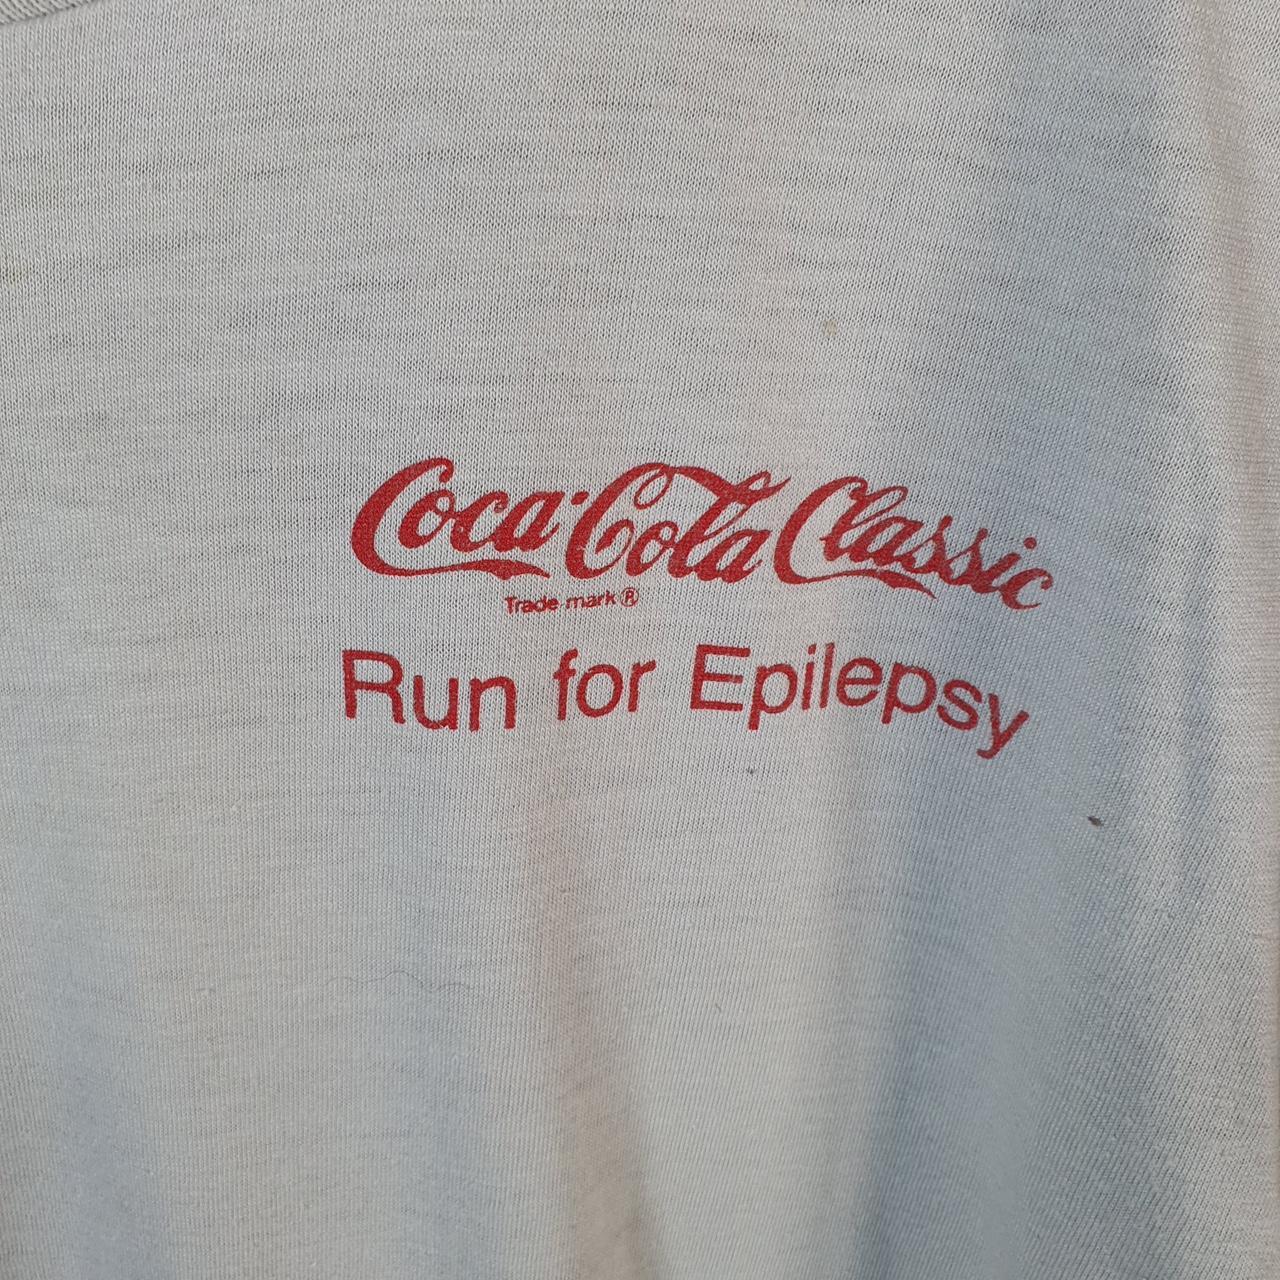 Coca-Cola Classic
Trade mark ®
Run for Epilepsy